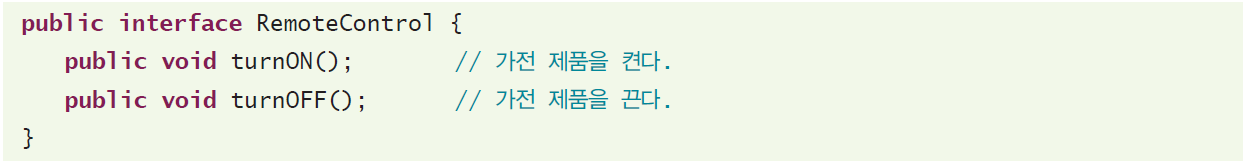 public interface RemoteControl {
public void turnON(); // 가전 제품을 켠다.
public void turnOFF(); // 가전 제품을 끈다.
}